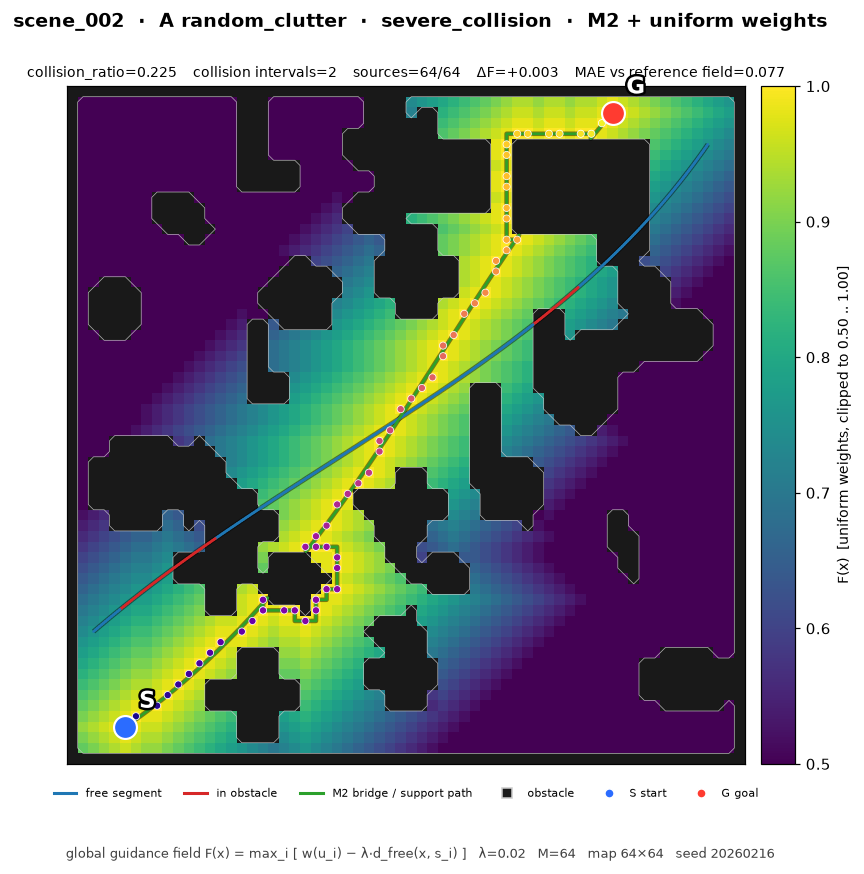 scene_002 · A random_clutter · severe_collision · M2 + uniform weights
collision_ratio=0.225 collision intervals=2 sources=64/64 ΔF=+0.003 MAE vs reference field=0.077
G
S
1.0
0.9
0.8
0.7
0.6
0.5
F(x) [uniform weights, clipped to 0.50 .. 1.00]
free segment
in obstacle
M2 bridge / support path
obstacle
S start
G goal
global guidance field F(x) = max_i [ w(u_i) − λ·d_free(x, s_i) ] λ=0.02 M=64 map 64×64 seed 20260216